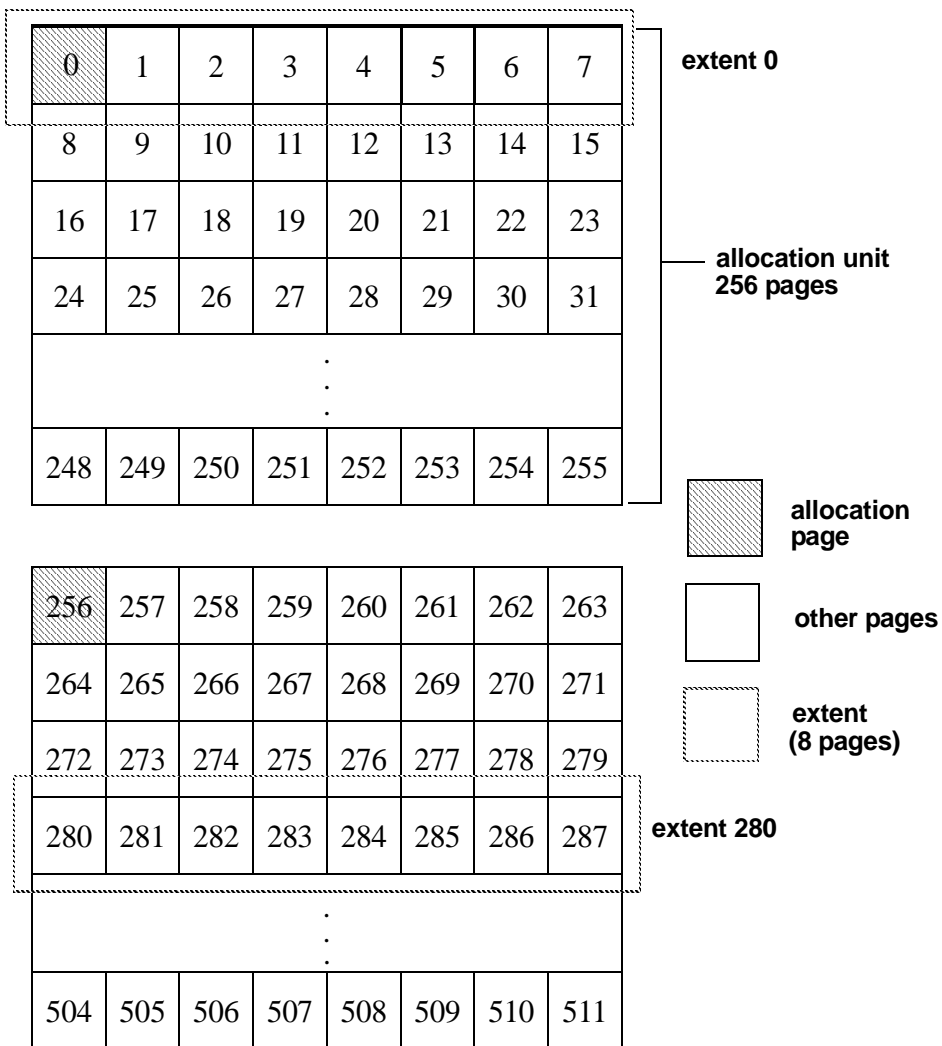 0 1 2 3 4 5 6 7
extent 0
8 9 10 11 12 13 14 15
16 17 18 19 20 21 22 23
allocation unit
256 pages
24 25 26 27 28 29 30 31
.
.
.
248 249 250 251 252 253 254 255
allocation
page
256 257 258 259 260 261 262 263
other pages
264 265 266 267 268 269 270 271
extent
(8 pages)
272 273 274 275 276 277 278 279
280 281 282 283 284 285 286 287
extent 280
.
.
.
504 505 506 507 508 509 510 511